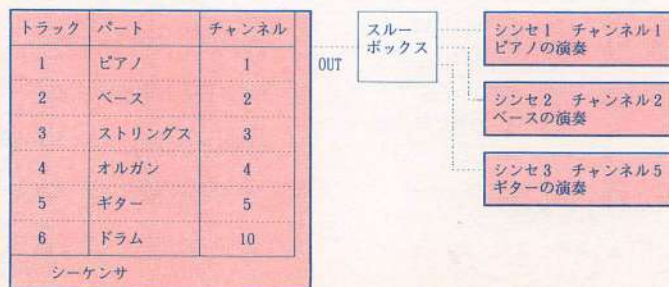 トラック パート チャンネル
1 ピアノ 1
2 ベース 2
3 ストリングス 3
4 オルガン 4
5 ギター 5
6 ドラム 10
シーケンサ
OUT
スルー
ボックス
シンセ1 チャンネル1
ピアノの演奏
シンセ2 チャンネル2
ベースの演奏
シンセ3 チャンネル5
ギターの演奏